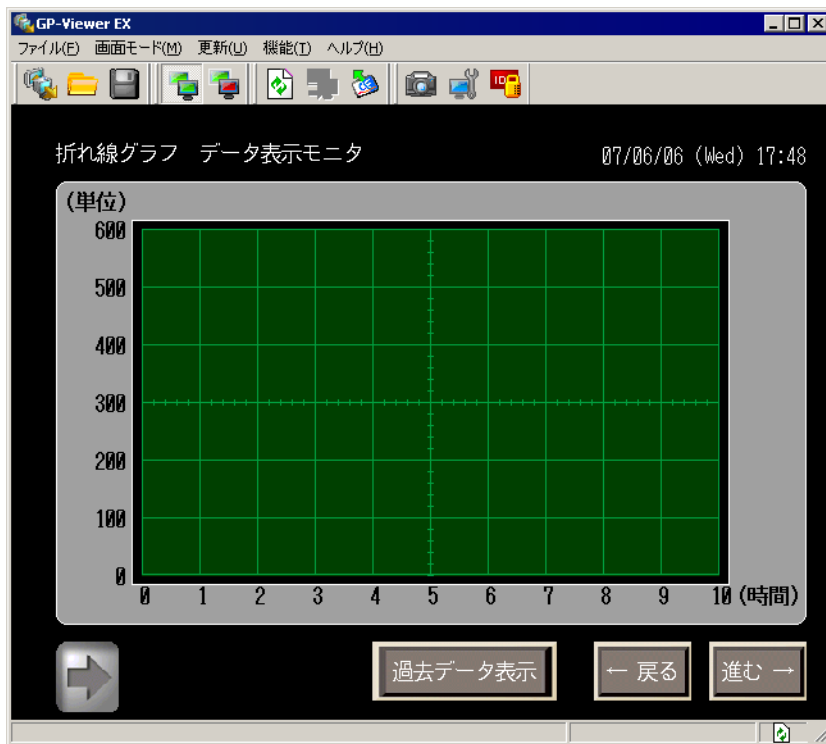 GP-Viewer EX
ファイル(F) 画面モード(M) 更新(U) 機能(I) ヘルプ(H)
ID
折れ線グラフ データ表示モニタ 07/06/06 (Wed) 17:48
(単位)
600
500
400
300
200
100
0
0 1 2 3 4 5 6 7 8 9 10 (時間)
過去データ表示 ← 戻る 進む →